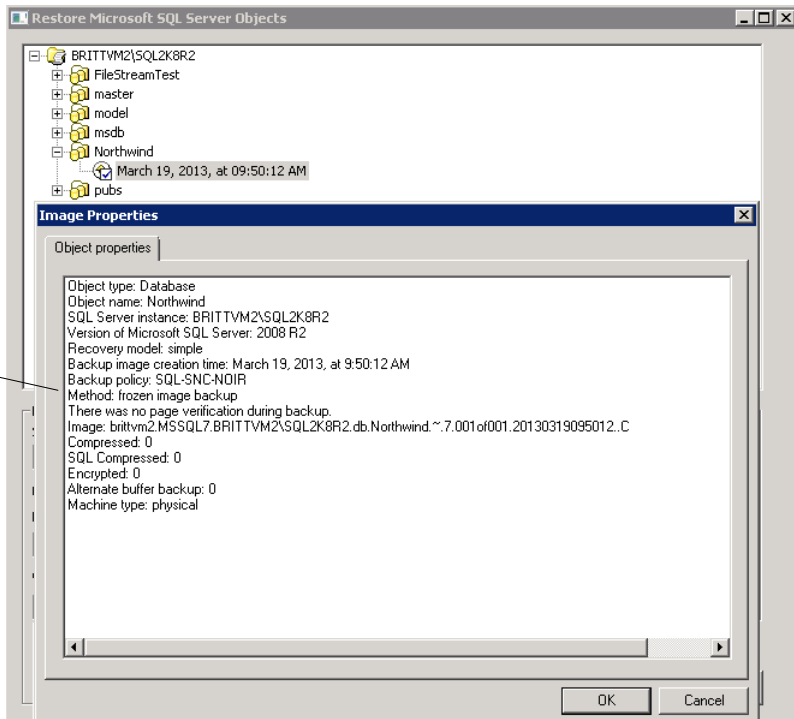 Restore Microsoft SQL Server Objects
BRITTVM2\SQL2K8R2
FileStreamTest
master
model
msdb
Northwind
March 19, 2013, at 09:50:12 AM
pubs
Image Properties
Object properties
Object type: Database
Object name: Northwind
SQL Server instance: BRITTVM2\SQL2K8R2
Version of Microsoft SQL Server: 2008 R2
Recovery model: simple
Backup image creation time: March 19, 2013, at 9:50:12 AM
Backup policy: SQL-SNC-NOIR
Method: frozen image backup
There was no page verification during backup.
Image: brittvm2.MSSQL7.BRITTVM2\SQL2K8R2.db.Northwind.~.7.001of001.20130319095012..C
Compressed: 0
SQL Compressed: 0
Encrypted: 0
Alternate buffer backup: 0
Machine type: physical
OK
Cancel